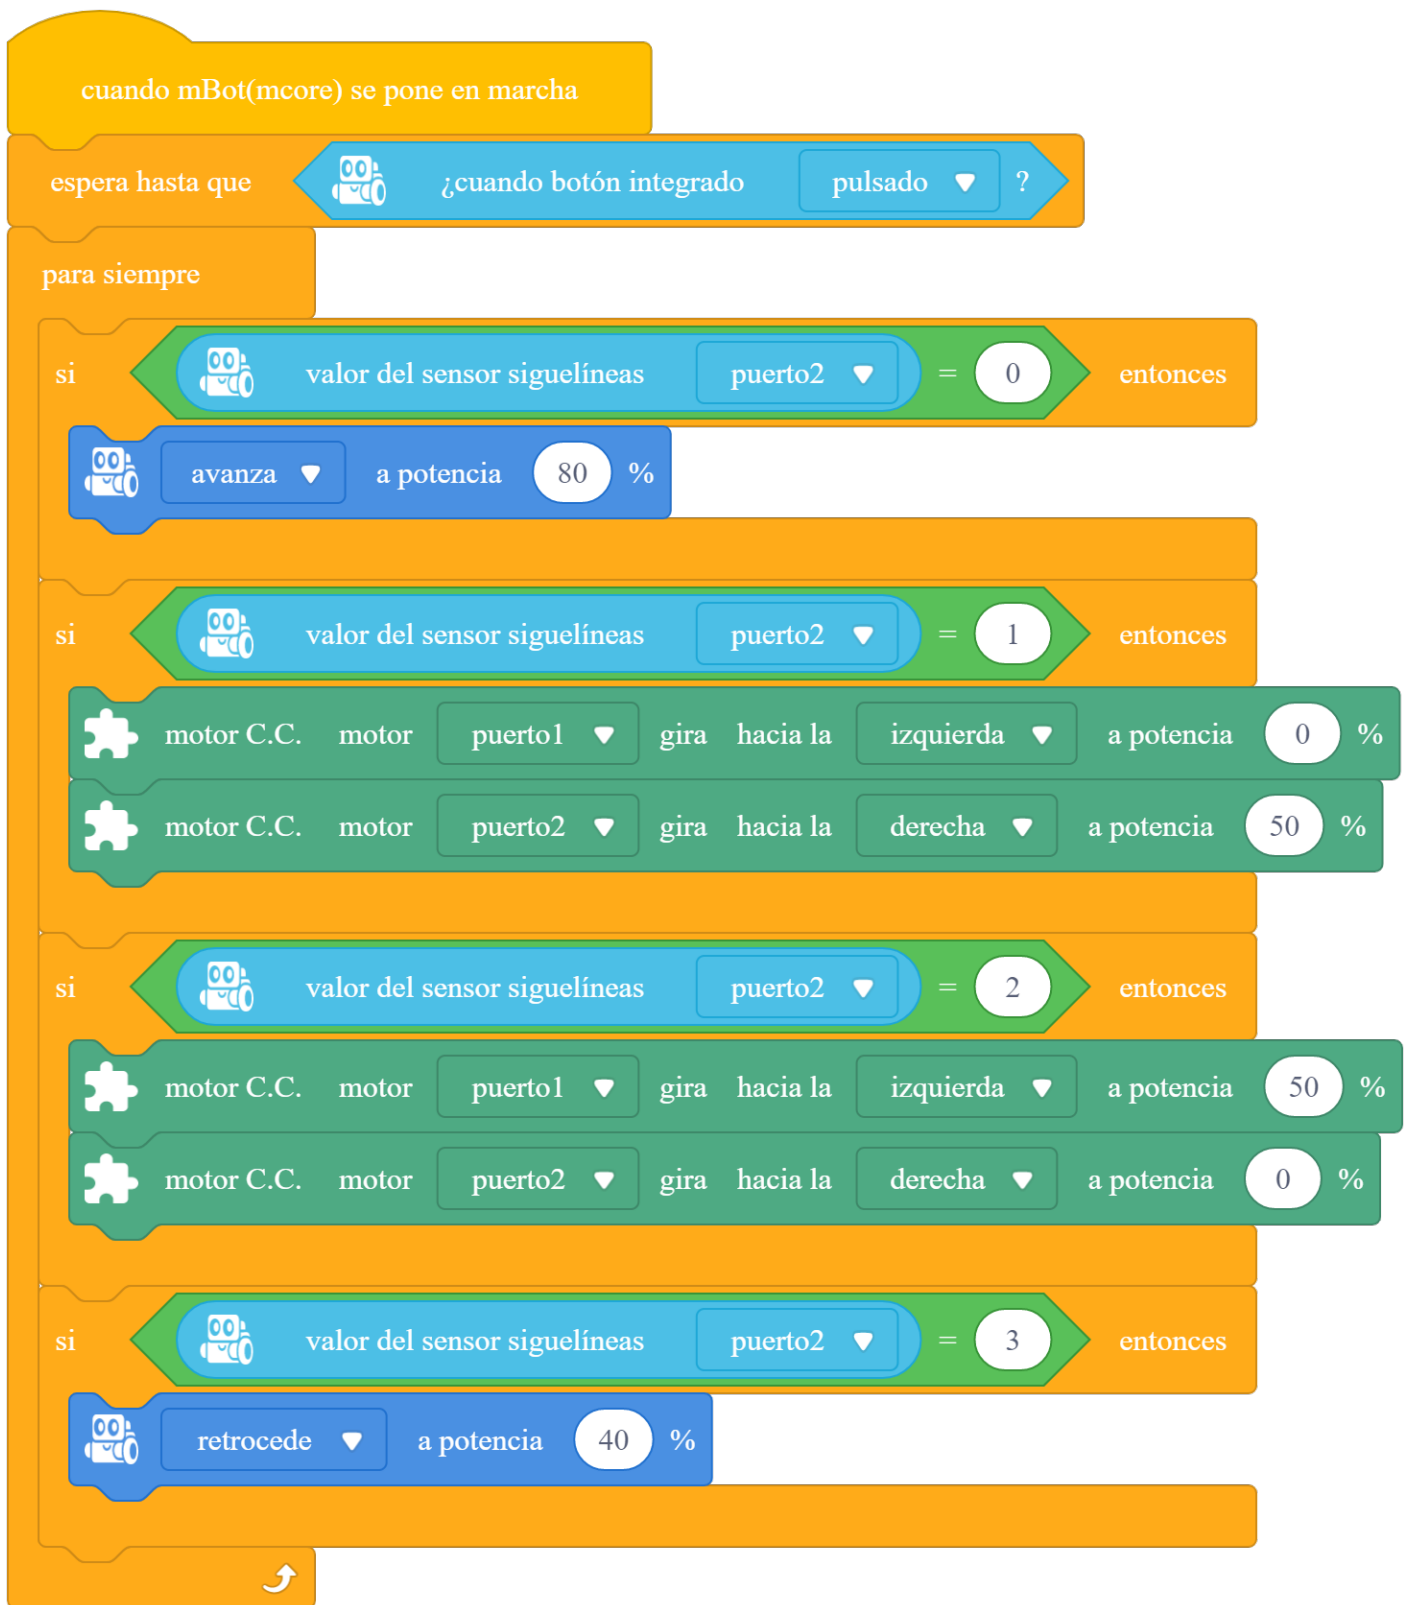 cuando mBot(mcore) se pone en marcha
espera hasta que ¿cuando botón integrado pulsado ?
para siempre
si valor del sensor siguelíneas puerto2 = 0 entonces
avanza a potencia 80 %
si valor del sensor siguelíneas puerto2 = 1 entonces
motor C.C. motor puerto1 gira hacia la izquierda a potencia 0 %
motor C.C. motor puerto2 gira hacia la derecha a potencia 50 %
si valor del sensor siguelíneas puerto2 = 2 entonces
motor C.C. motor puerto1 gira hacia la izquierda a potencia 50 %
motor C.C. motor puerto2 gira hacia la derecha a potencia 0 %
si valor del sensor siguelíneas puerto2 = 3 entonces
retrocede a potencia 40 %